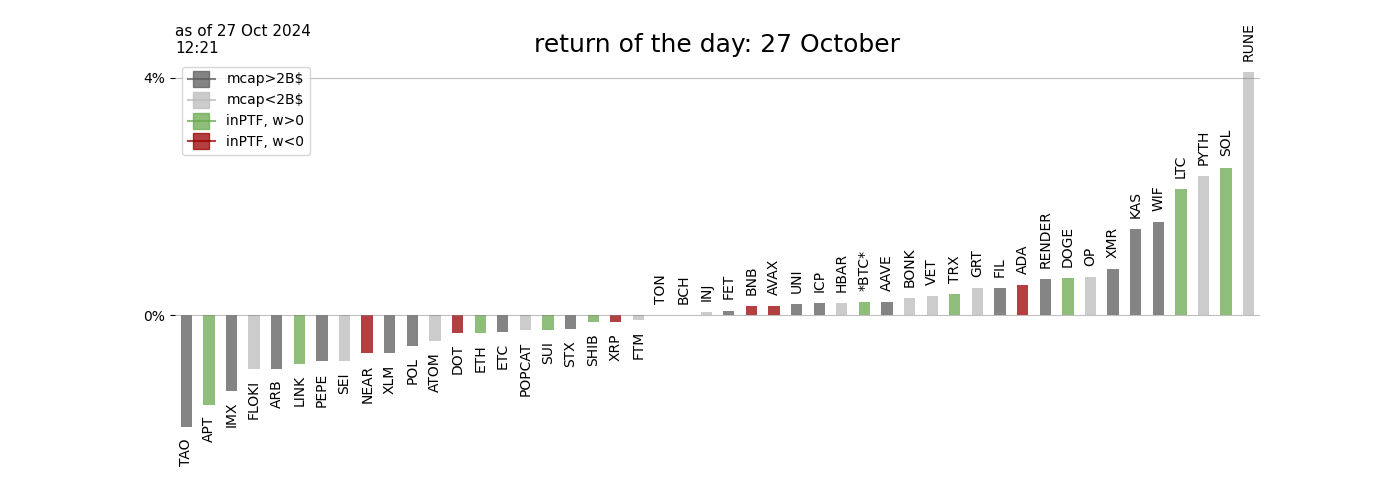 as of 27 Oct 2024
12:21
return of the day: 27 October
4%
0%
mcap>2B$
mcap<2B$
inPTF, w>0
inPTF, w<0
TAO
APT
IMX
FLOKI
ARB
LINK
PEPE
SEI
NEAR
XLM
POL
ATOM
DOT
ETH
ETC
POPCAT
SUI
STX
SHIB
XRP
FTM
TON
BCH
INJ
FET
BNB
AVAX
UNI
ICP
HBAR
*BTC*
AAVE
BONK
VET
TRX
GRT
FIL
ADA
RENDER
DOGE
OP
XMR
KAS
WIF
LTC
PYTH
SOL
RUNE